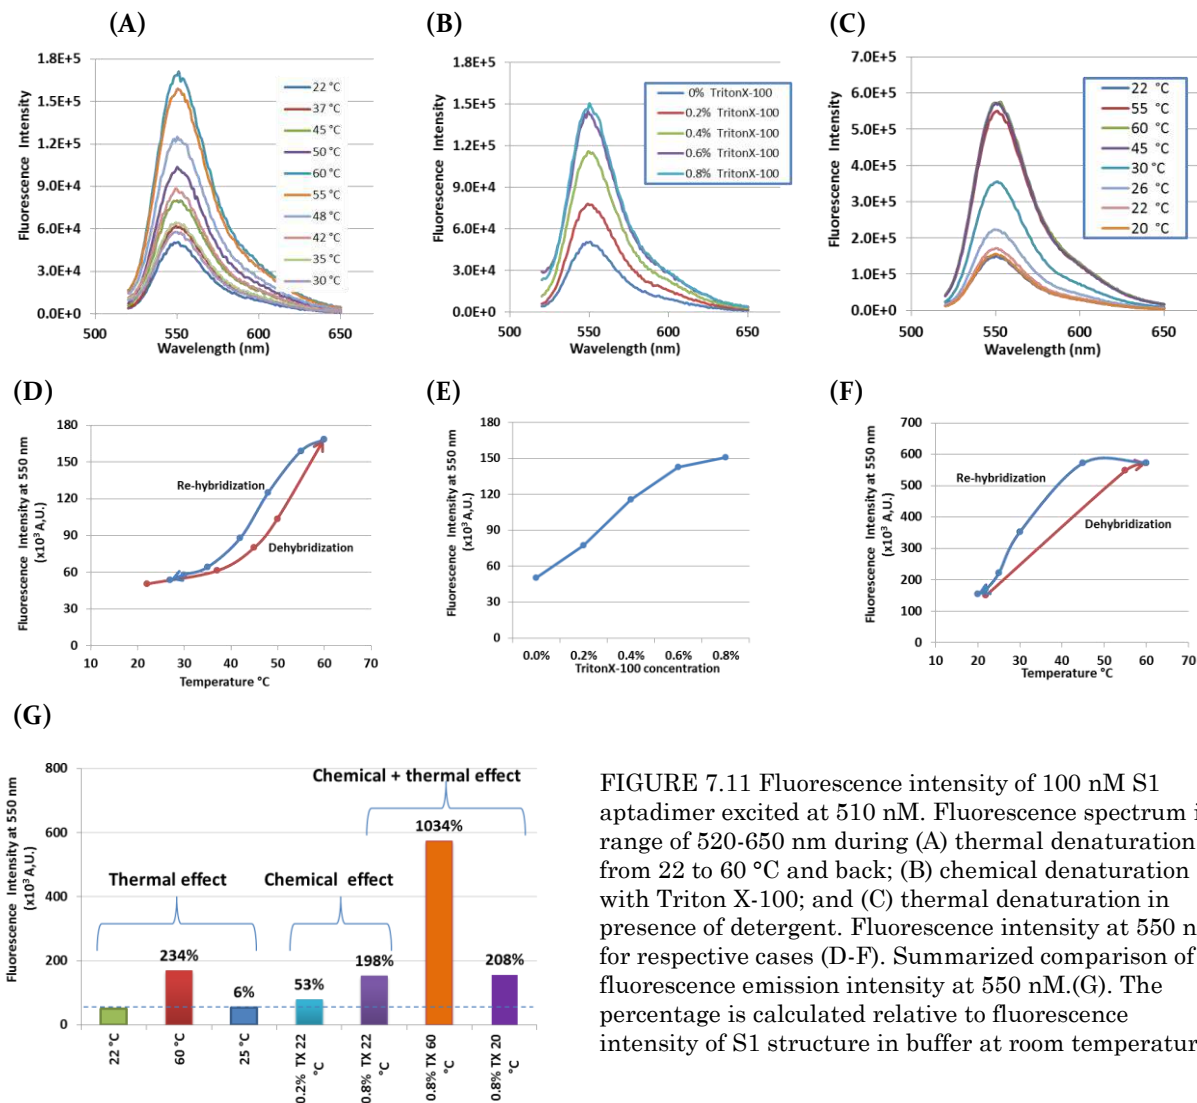 (A)
1.8E+5
1.5E+5
1.2E+5
9.0E+4
6.0E+4
3.0E+4
0.0E+0
Fluorescence Intensity
500 550 600 650
Wavelength (nm)
22 °C
37 °C
45 °C
50 °C
60 °C
55 °C
48 °C
42 °C
35 °C
30 °C
(B)
1.8E+5
1.5E+5
1.2E+5
9.0E+4
6.0E+4
3.0E+4
0.0E+0
Fluorescence Intensity
500 550 600 650
Wavelength (nm)
0% TritonX-100
0.2% TritonX-100
0.4% TritonX-100
0.6% TritonX-100
0.8% TritonX-100
(C)
7.0E+5
6.0E+5
5.0E+5
4.0E+5
3.0E+5
2.0E+5
1.0E+5
0.0E+0
Fluorescence Intensity
500 550 600 650
Wavelength (nm)
22 °C
55 °C
60 °C
45 °C
30 °C
26 °C
22 °C
20 °C
(D)
180
150
120
90
60
30
0
Fluorescence Intensity at 550 nm
(x10³ A,U.)
Re-hybridization
Dehybridization
10 20 30 40 50 60 70
Temperature °C
(E)
180
150
120
90
60
30
0
Fluorescence Intensity at 550 nm
(x10³ A,U.)
0.0% 0.2% 0.4% 0.6% 0.8%
TritonX-100 concentration
(F)
700
600
500
400
300
200
100
0
Fluorescence Intensity at 550 nm
(x10³ A,U.)
Re-hybridization
Dehybridization
10 20 30 40 50 60 70
Temperature °C
(G)
800
600
400
200
0
Fluorescence Intensity at 550 nm
(x10³ A,U.)
Chemical + thermal effect
1034%
Thermal effect
Chemical effect
234%
6%
53%
198%
208%
22 °C
60 °C
25 °C
0.2% TX 22
°C
0.8% TX 22
°C
0.8% TX 60
°C
0.8% TX 20
°C
FIGURE 7.11 Fluorescence intensity of 100 nM S1
aptadimer excited at 510 nM. Fluorescence spectrum i
range of 520-650 nm during (A) thermal denaturation
from 22 to 60 °C and back; (B) chemical denaturation
with Triton X-100; and (C) thermal denaturation in
presence of detergent. Fluorescence intensity at 550 n
for respective cases (D-F). Summarized comparison of
fluorescence emission intensity at 550 nM.(G). The
percentage is calculated relative to fluorescence
intensity of S1 structure in buffer at room temperatur